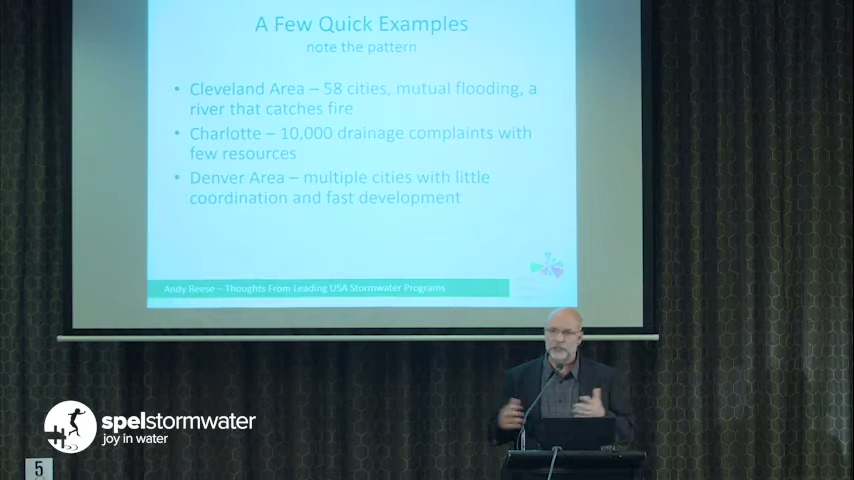 A Few Quick Examples
note the pattern
• Cleveland Area – 58 cities, mutual flooding, a
river that catches fire
• Charlotte – 10,000 drainage complaints with
few resources
• Denver Area – multiple cities with little
coordination and fast development
Andy Reese – Thoughts From Leading USA Stormwater Programs
spelstormwater
joy in water
5